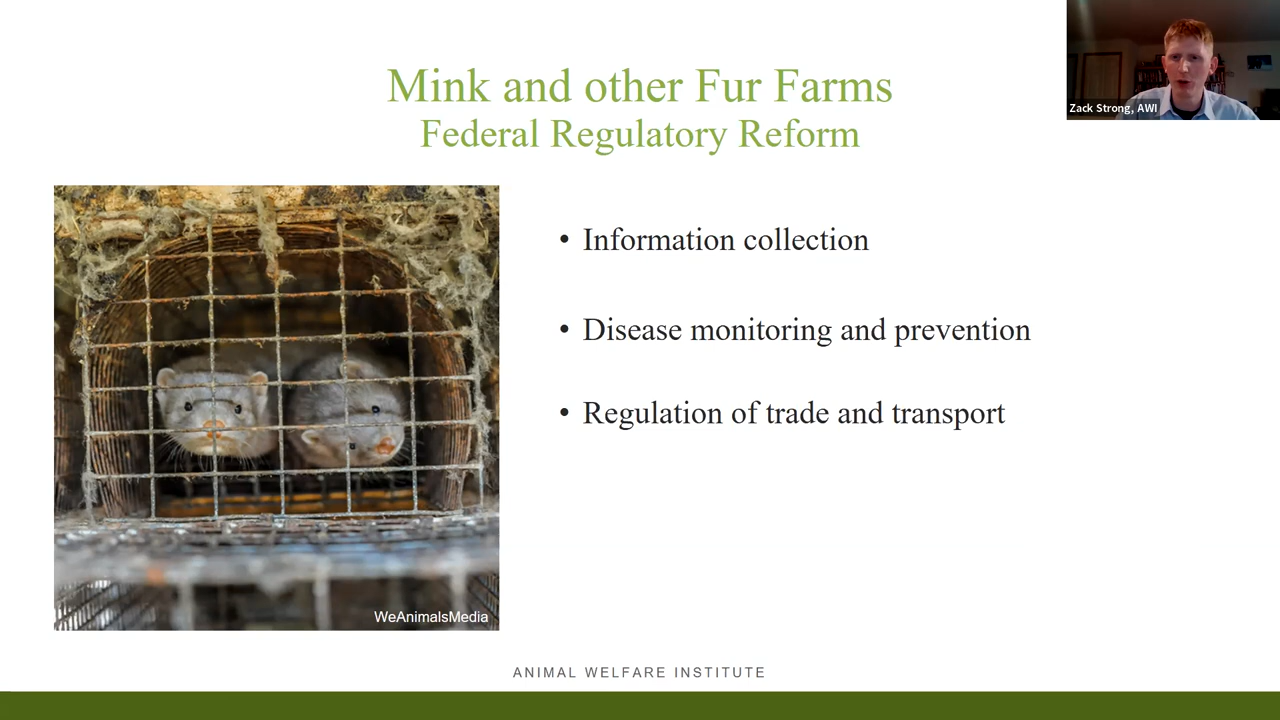 Mink and other Fur Farms
Federal Regulatory Reform
Zack Strong, AWI
• Information collection
• Disease monitoring and prevention
• Regulation of trade and transport
WeAnimalsMedia
ANIMAL WELFARE INSTITUTE